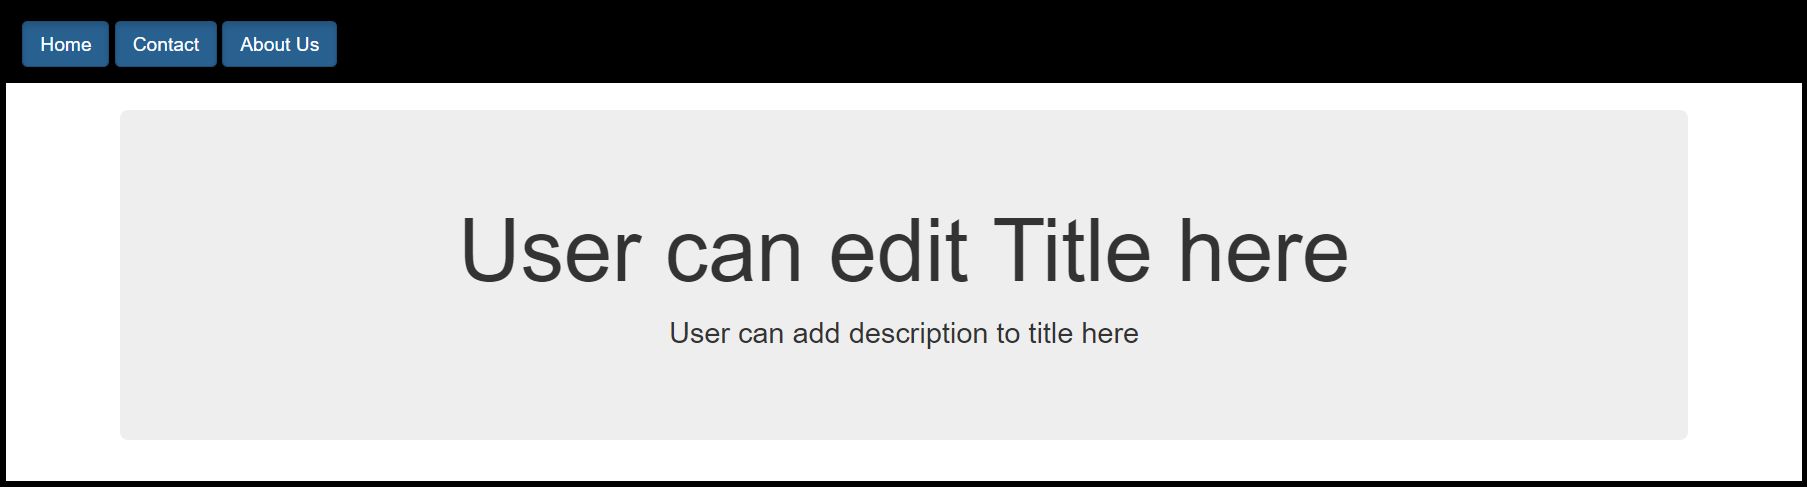 Home Contact About Us
User can edit Title here
User can add description to title here